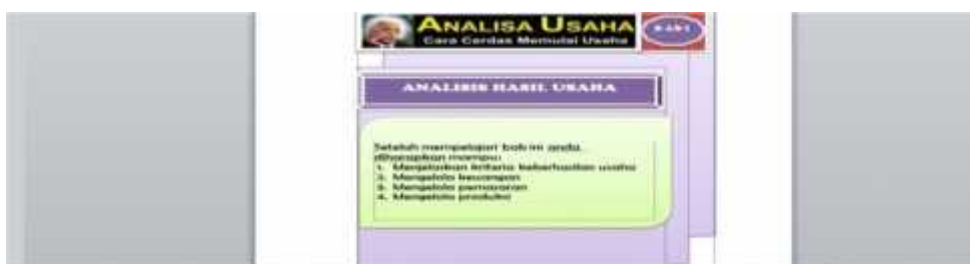 ANALISA USAHA
Cara Cerdas Memulai Usaha
BAB I
ANALISIS HASIL USAHA
Setelah mempelajari bab ini anda
diharapkan mampu:
1. Menjelaskan kriteria keberhasilan usaha
2. Mengelola keuangan
3. Mengelola pemasaran
4. Mengelola produksi